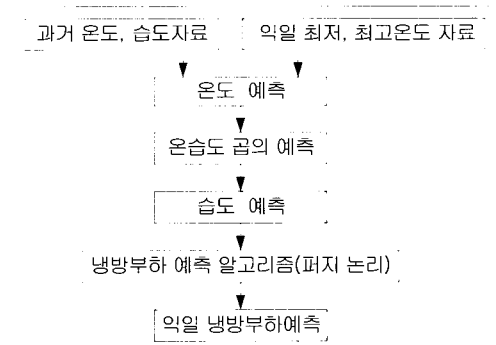 과거 온도, 습도자료
익일 최저, 최고온도 자료
온도 예측
온습도 곱의 예측
습도 예측
냉방부하 예측 알고리즘(퍼지 논리)
익일 냉방부하예측